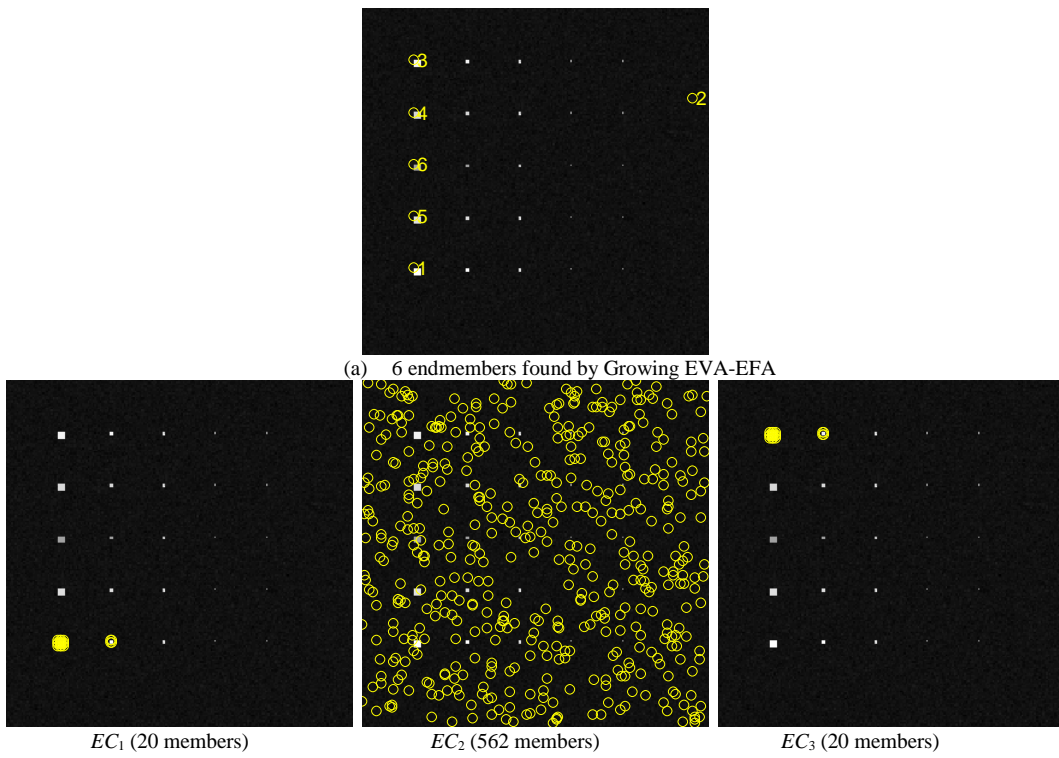 3
2
4
6
5
1
(a) 6 endmembers found by Growing EVA-EFA
EC₁ (20 members)
EC₂ (562 members)
EC₃ (20 members)